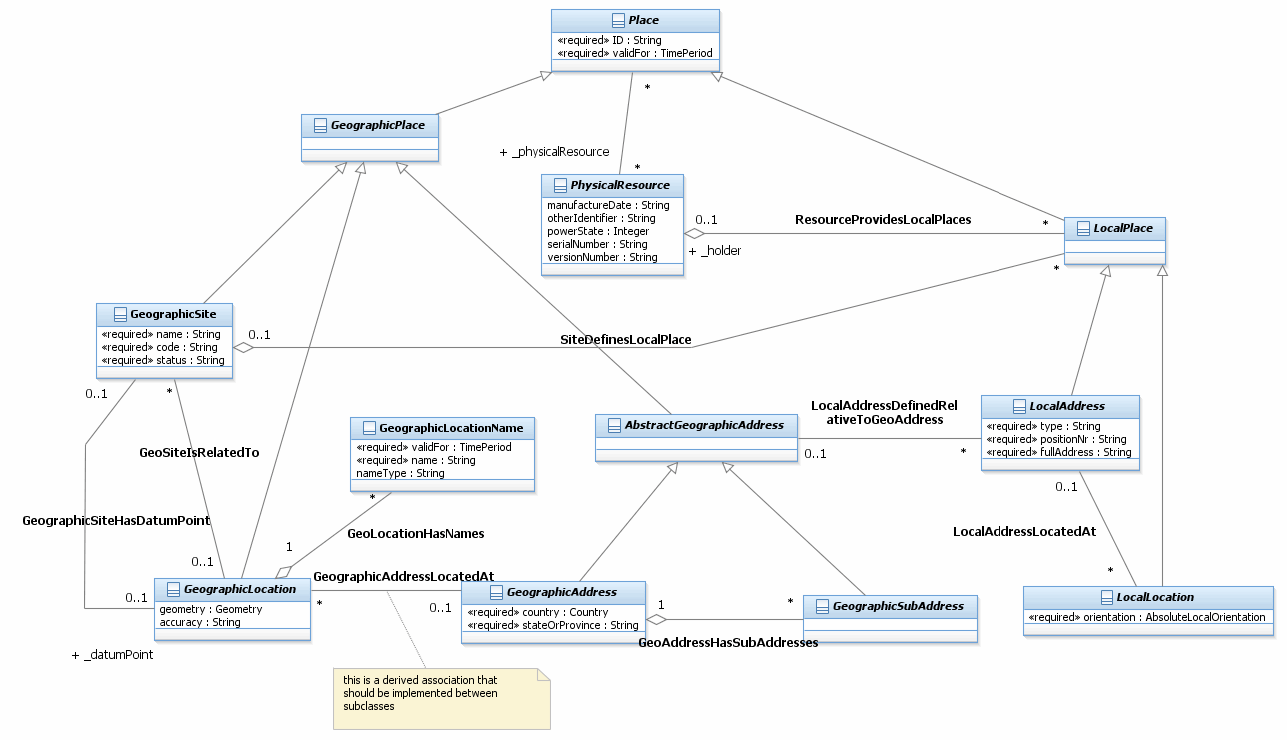 Place
«required» ID : String
«required» validFor : TimePeriod
*
GeographicPlace
+ _physicalResource
*
PhysicalResource
manufactureDate : String
otherIdentifier : String
powerState : Integer
serialNumber : String
versionNumber : String
0..1
ResourceProvidesLocalPlaces
*
+ _holder
LocalPlace
*
GeographicSite
«required» name : String
«required» code : String
«required» status : String
0..1
SiteDefinesLocalPlace
0..1
*
GeoSiteIsRelatedTo
GeographicLocationName
«required» validFor : TimePeriod
«required» name : String
nameType : String
*
AbstractGeographicAddress
0..1
LocalAddressDefinedRel
ativeToGeoAddress
*
LocalAddress
«required» type : String
«required» positionNr : String
«required» fullAddress : String
0..1
GeographicSiteHasDatumPoint
GeoLocationHasNames
LocalAddressLocatedAt
1
0..1
*
GeographicLocation
geometry : Geometry
accuracy : String
0..1
+ _datumPoint
GeographicAddressLocatedAt
*
0..1
GeographicAddress
«required» country : Country
«required» stateOrProvince : String
1
*
GeoAddressHasSubAddresses
GeographicSubAddress
LocalLocation
«required» orientation : AbsoluteLocalOrientation
this is a derived association that
should be implemented between
subclasses